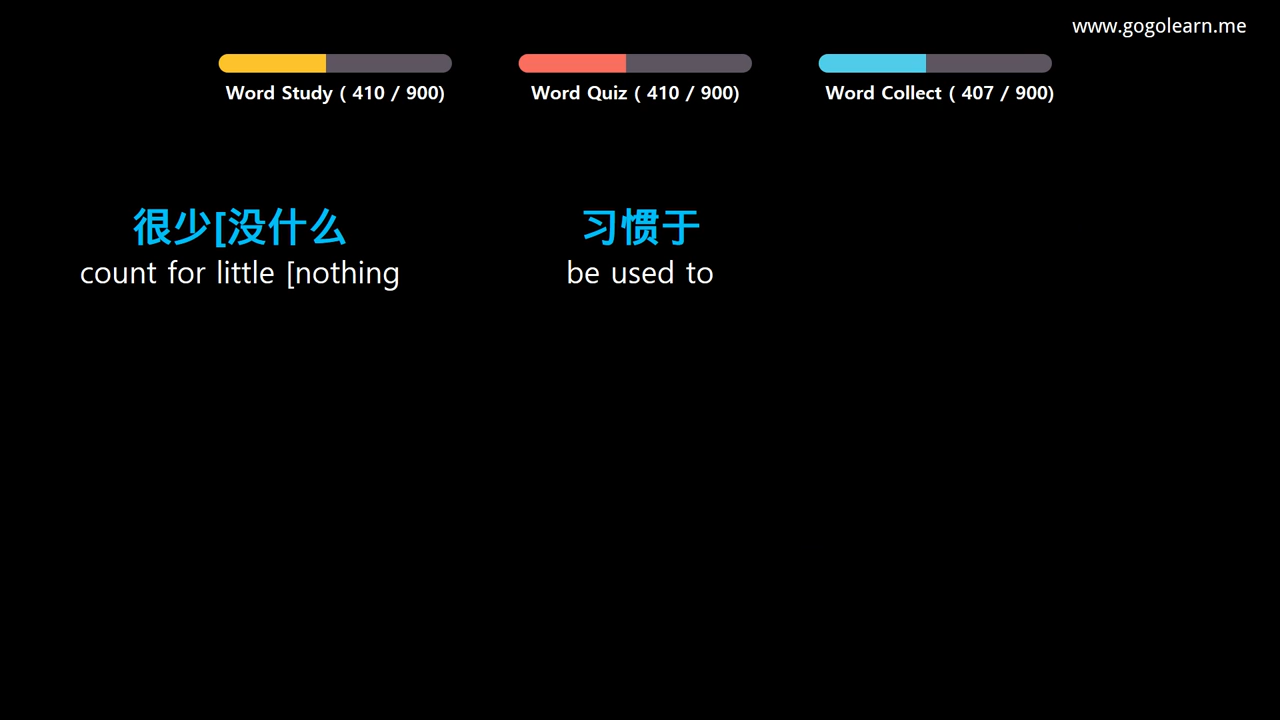 www.gogolearn.me
Word Study ( 410 / 900)
Word Quiz ( 410 / 900)
Word Collect ( 407 / 900)
很少[没什么
count for little [nothing
习惯于
be used to